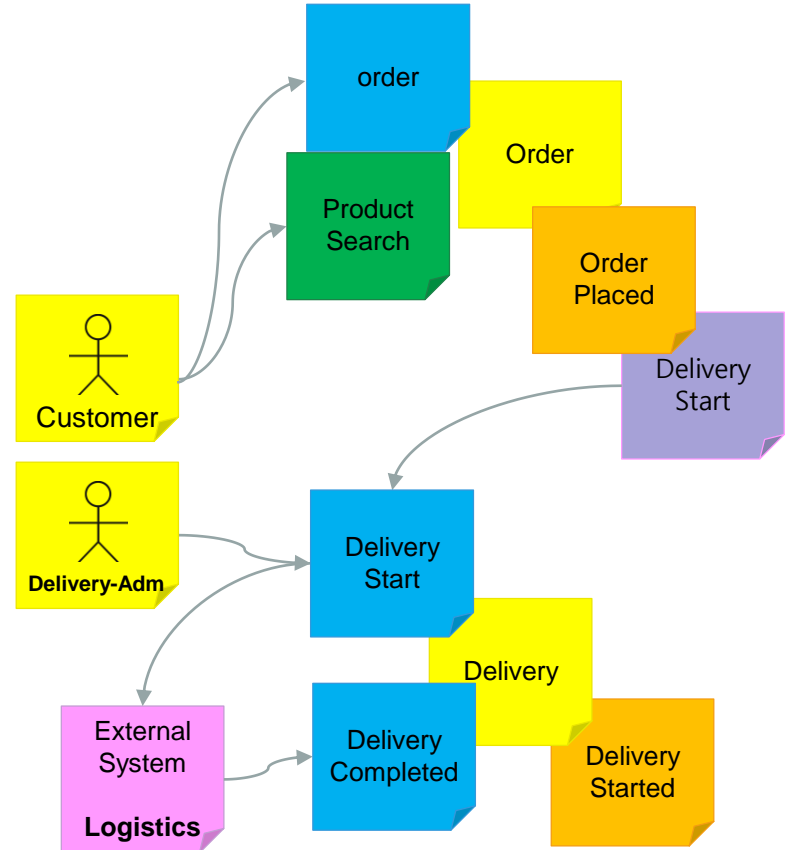 order
Order
Product
Search
Order
Placed
Customer
Delivery
Start
Delivery-Adm
Delivery
Start
Delivery
External
System
Logistics
Delivery
Completed
Delivery
Started